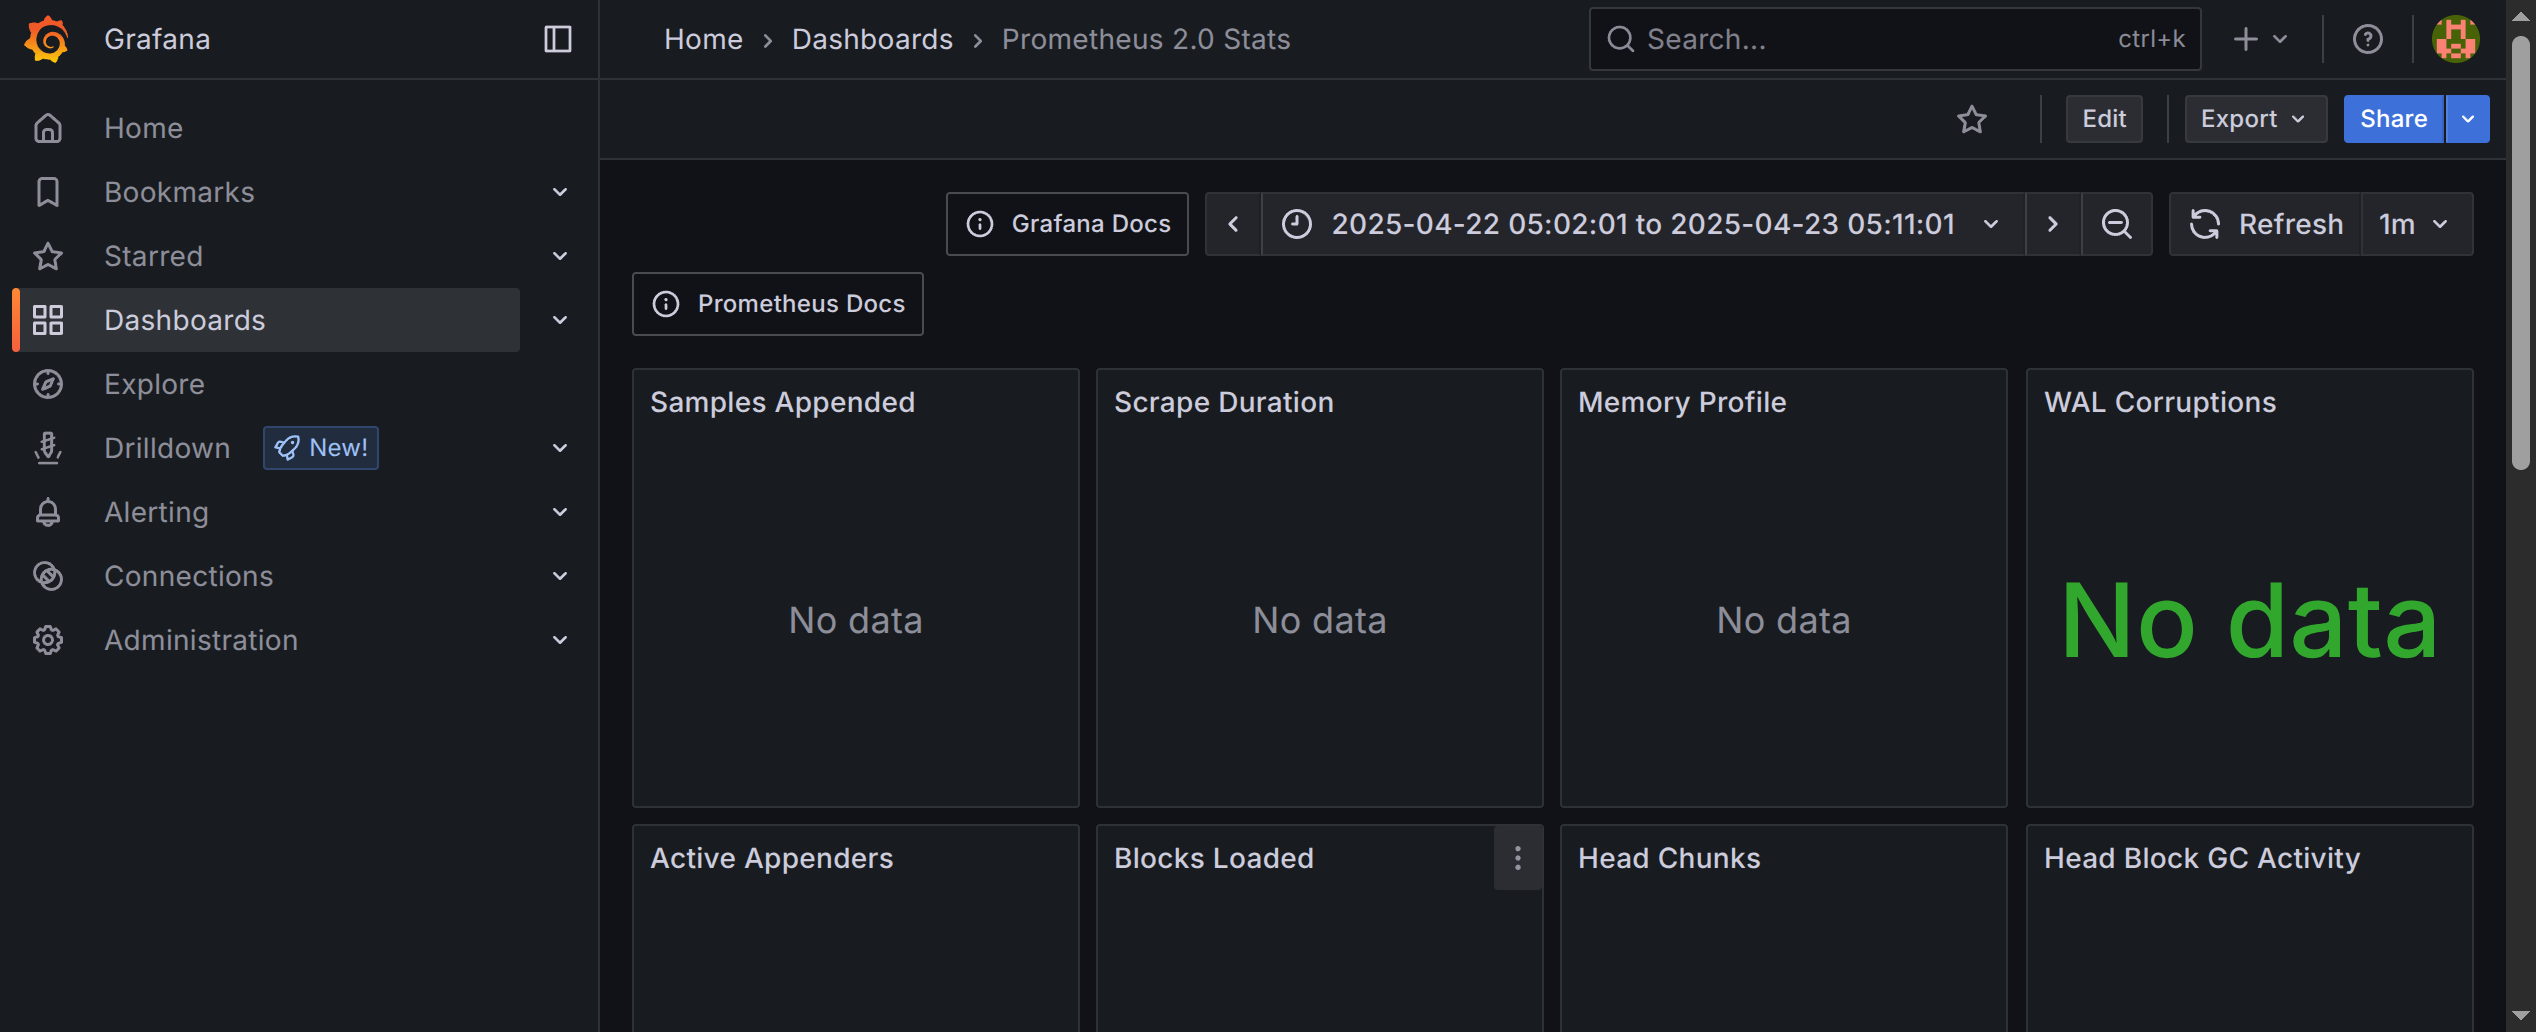 Grafana
Home > Dashboards > Prometheus 2.0 Stats
Search...
ctrl+k
Home
Bookmarks
Starred
Dashboards
Explore
Drilldown
New!
Alerting
Connections
Administration
Edit
Export
Share
Grafana Docs
2025-04-22 05:02:01 to 2025-04-23 05:11:01
Refresh
1m
Prometheus Docs
Samples Appended
Scrape Duration
Memory Profile
WAL Corruptions
No data
No data
No data
No data
Active Appenders
Blocks Loaded
Head Chunks
Head Block GC Activity